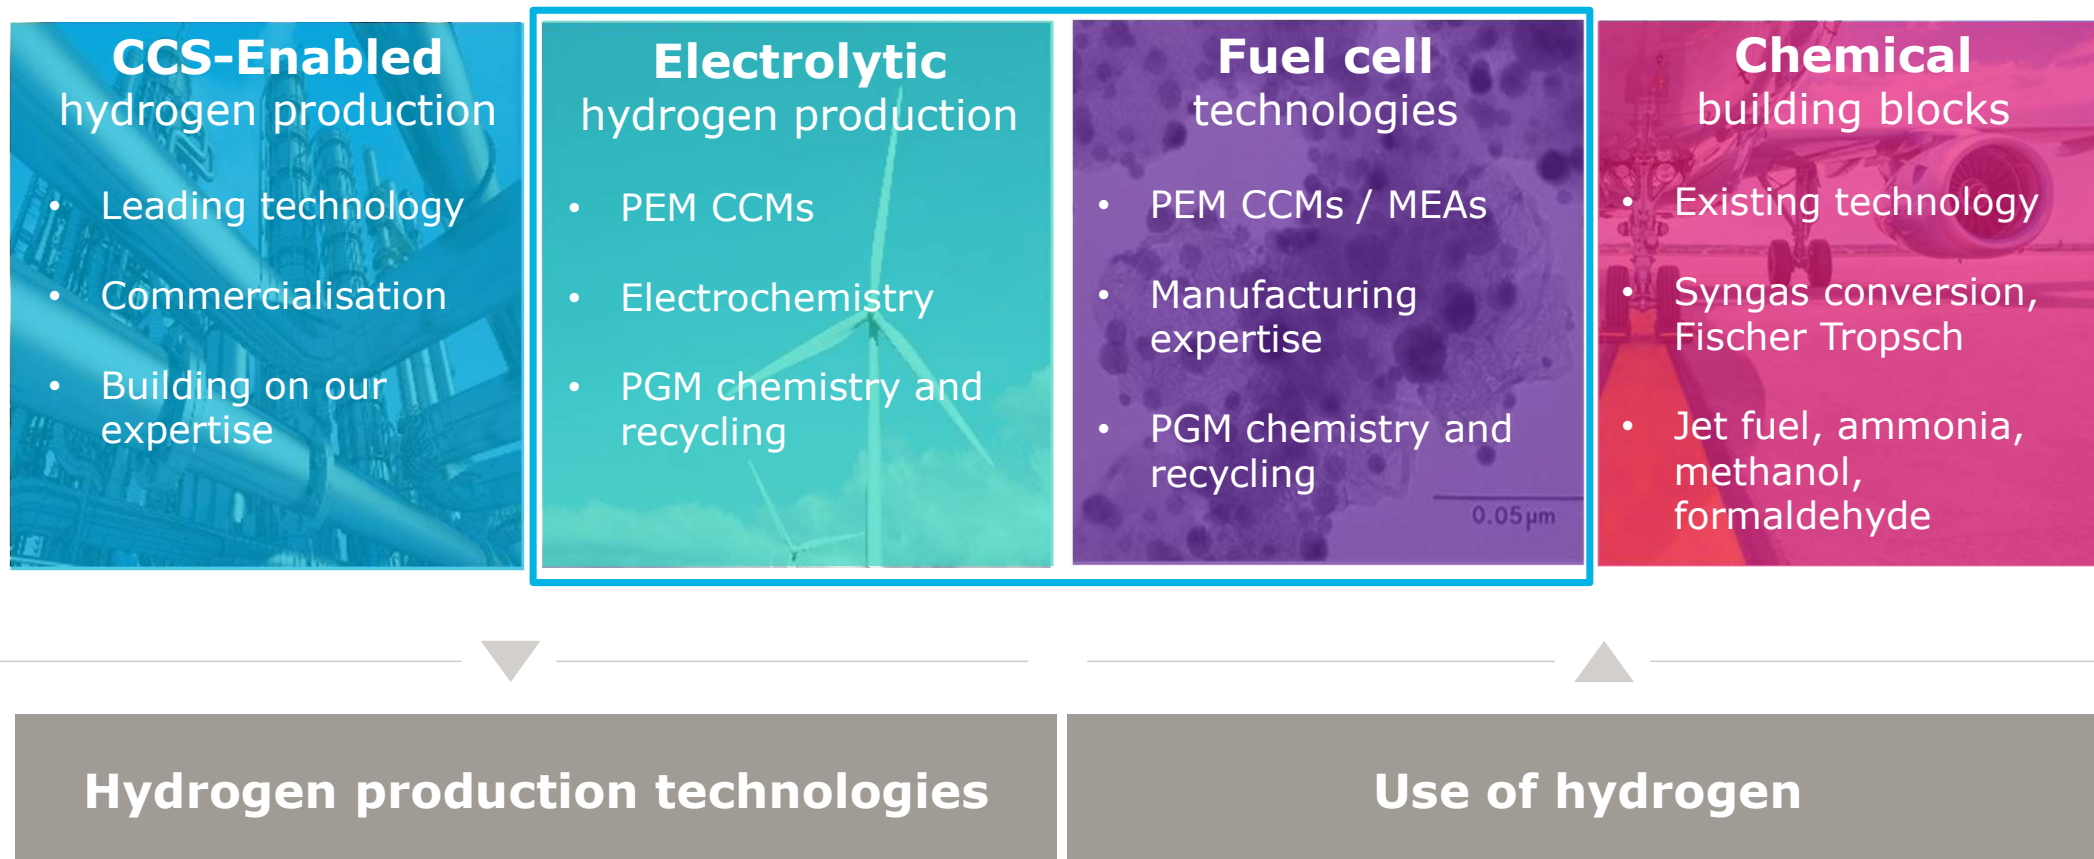 CCS-Enabled
hydrogen production
• Leading technology
• Commercialisation
• Building on our
expertise
Electrolytic
hydrogen production
• PEM CCMs
• Electrochemistry
• PGM chemistry and
recycling
Fuel cell
technologies
• PEM CCMs / MEAs
• Manufacturing
expertise
• PGM chemistry and
recycling
0.05µm
Chemical
building blocks
• Existing technology
• Syngas conversion,
Fischer Tropsch
• Jet fuel, ammonia,
methanol,
formaldehyde
Hydrogen production technologies
Use of hydrogen